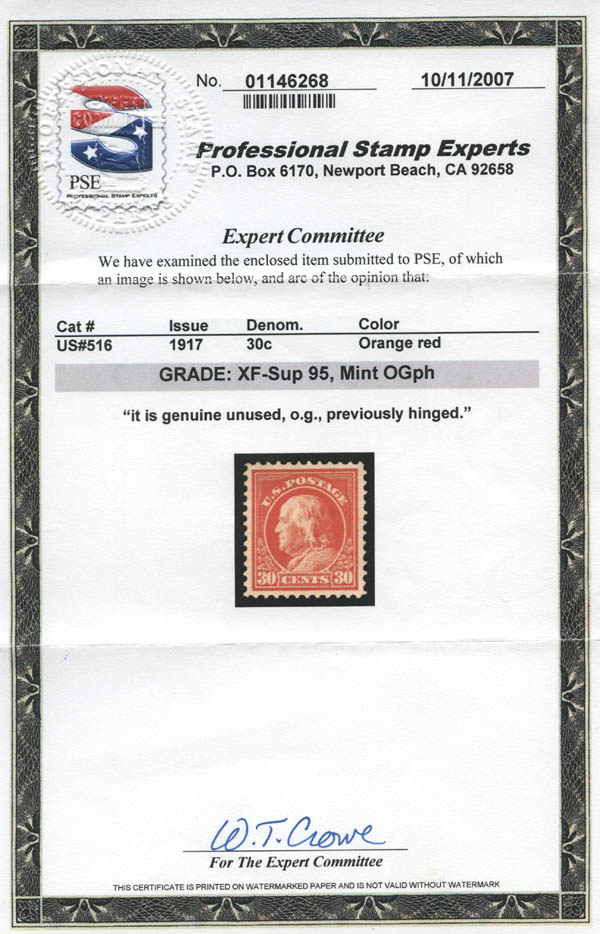 No. 01146268 10/11/2007
PSE
PROFESSIONAL STAMP EXPERTS
Professional Stamp Experts
P.O. Box 6170, Newport Beach, CA 92658
Expert Committee
We have examined the enclosed item submitted to PSE, of which
an image is shown below, and are of the opinion that:
Cat # Issue Denom. Color
US#516 1917 30c Orange red
GRADE: XF-Sup 95, Mint OGph
“it is genuine unused, o.g., previously hinged.”
U.S. POSTAGE
30 CENTS 30
W.T. Crowe
For The Expert Committee
THIS CERTIFICATE IS PRINTED ON WATERMARKED PAPER AND IS NOT VALID WITHOUT WATERMARK